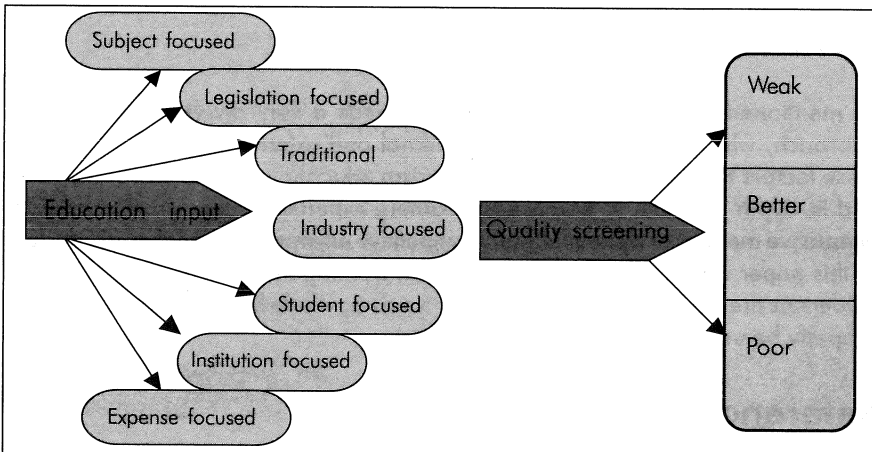 Subject focused
Legislation focused
Traditional
Education input
Industry focused
Student focused
Institution focused
Expense focused
Quality screening
Weak
Better
Poor